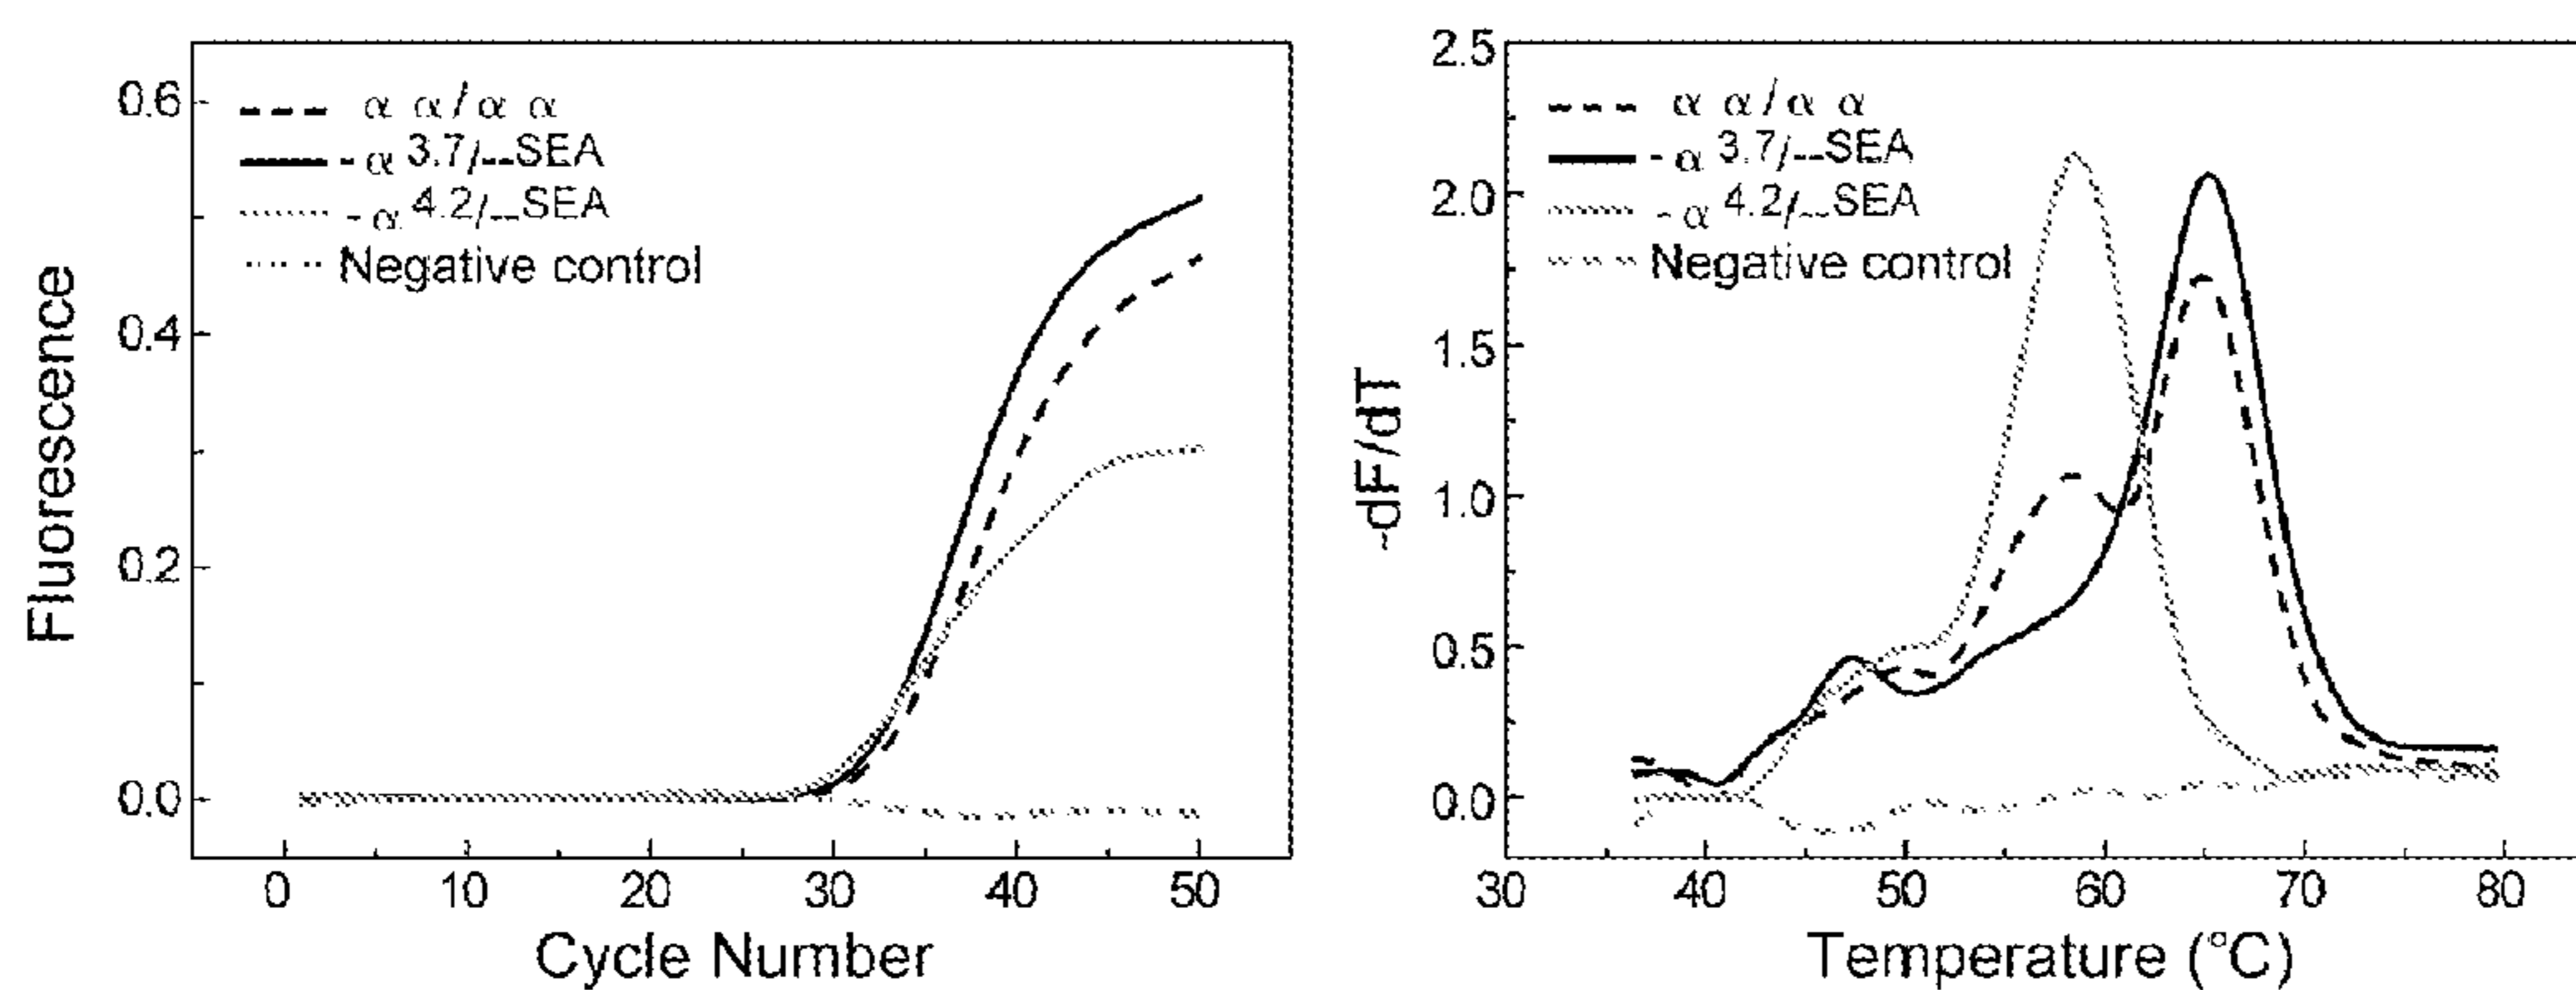 Fluorescence
0.6
0.4
0.2
0.0
α α/α α
-α 3.7/--SEA
-α 4.2/--SEA
Negative control
0 10 20 30 40 50
Cycle Number
-dF/dT
2.5
2.0
1.5
1.0
0.5
0.0
α α/α α
-α 3.7/--SEA
-α 4.2/--SEA
Negative control
30 40 50 60 70 80
Temperature (°C)